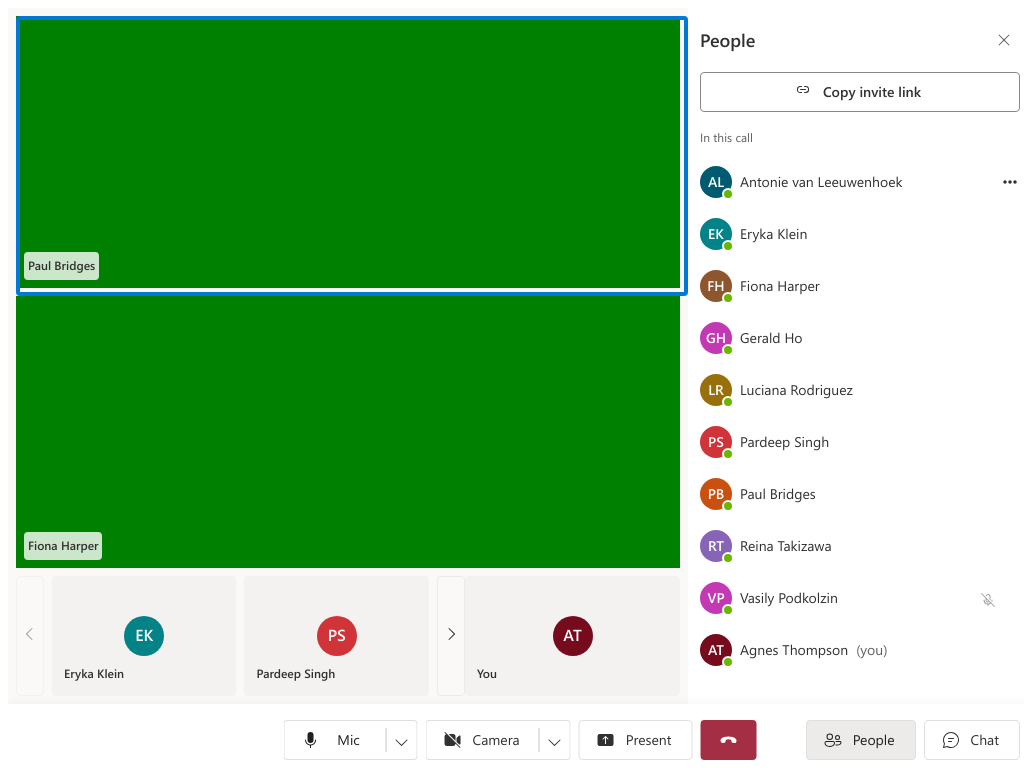 Paul Bridges
Fiona Harper
EK
Eryka Klein
PS
Pardeep Singh
AT
You
People
Copy invite link
In this call
AL Antonie van Leeuwenhoek
EK Eryka Klein
FH Fiona Harper
GH Gerald Ho
LR Luciana Rodriguez
PS Pardeep Singh
PB Paul Bridges
RT Reina Takizawa
VP Vasily Podkolzin
AT Agnes Thompson (you)
Mic Camera Present People Chat